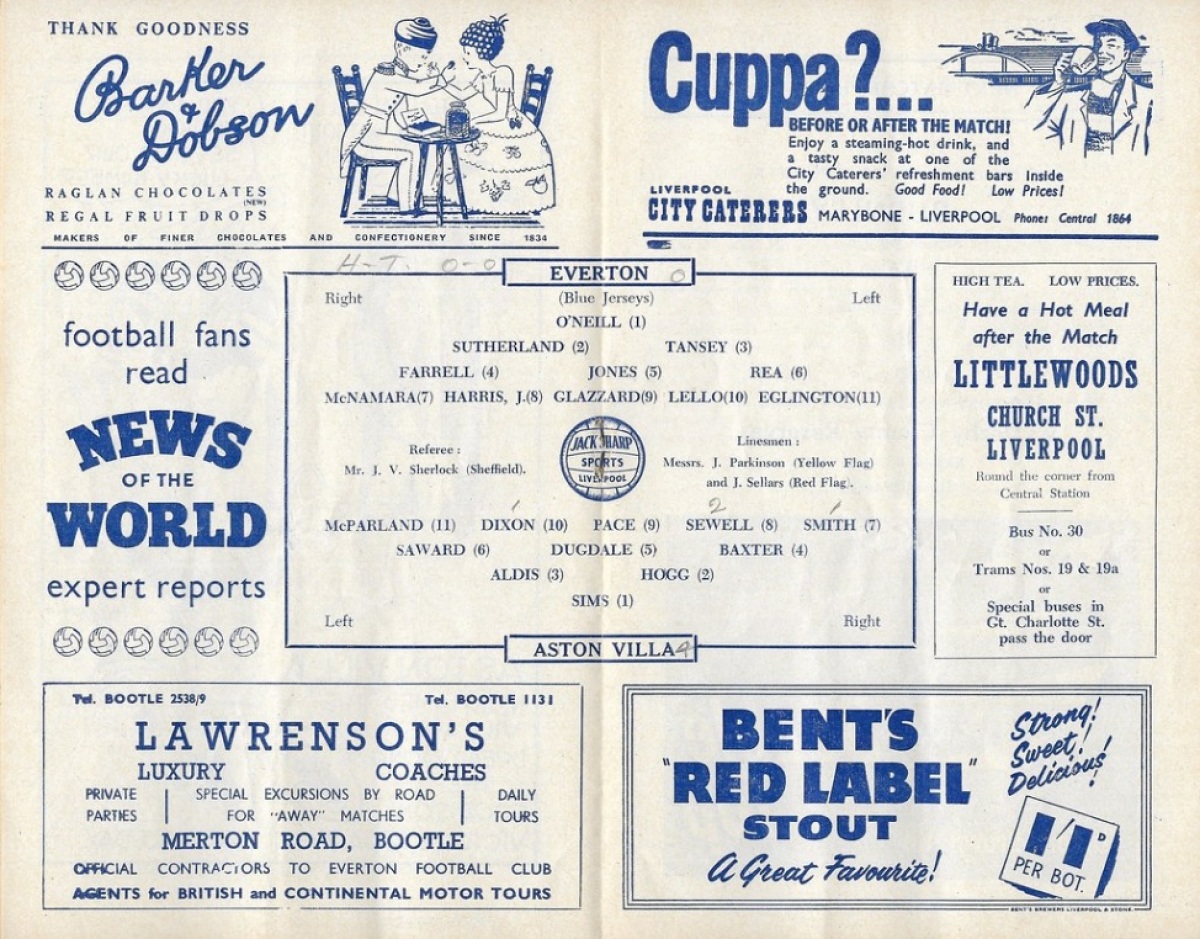 THANK GOODNESS
Barker
&
Dobson
RAGLAN CHOCOLATES
(NEW)
REGAL FRUIT DROPS
MAKERS OF FINER CHOCOLATES AND CONFECTIONERY SINCE 1834
Cuppa?...
BEFORE OR AFTER THE MATCH!
Enjoy a steaming-hot drink, and
a tasty snack at one of the
City Caterers' refreshment bars Inside
the ground. Good Food! Low Prices!
LIVERPOOL
CITY CATERERS MARYBONE - LIVERPOOL Phone: Central 1864
football fans
read
NEWS
OF THE
WORLD
expert reports
H-T. 0-0
EVERTON 0
Right (Blue Jerseys) Left
O'NEILL (1)
SUTHERLAND (2) TANSEY (3)
FARRELL (4) JONES (5) REA (6)
McNAMARA(7) HARRIS, J.(8) GLAZZARD(9) LELLO(10) EGLINGTON(11)
Referee :
Mr. J. V. Sherlock (Sheffield).
JACK SHARP
SPORTS
LIVERPOOL
Linesmen :
Messrs. J. Parkinson (Yellow Flag)
and J. Sellars (Red Flag).
1 2 1
McPARLAND (11) DIXON (10) PACE (9) SEWELL (8) SMITH (7)
SAWARD (6) DUGDALE (5) BAXTER (4)
ALDIS (3) HOGG (2)
SIMS (1)
Left Right
ASTON VILLA 4
HIGH TEA. LOW PRICES.
Have a Hot Meal
after the Match
LITTLEWOODS
CHURCH ST.
LIVERPOOL
Round the corner from
Central Station
Bus No. 30
or
Trams Nos. 19 & 19a
or
Special buses in
Gt. Charlotte St.
pass the door
Tel. BOOTLE 2538/9 Tel. BOOTLE 1131
LAWRENSON'S
LUXURY COACHES
PRIVATE PARTIES
SPECIAL EXCURSIONS BY ROAD
FOR "AWAY" MATCHES
DAILY TOURS
MERTON ROAD, BOOTLE
OFFICIAL CONTRACTORS TO EVERTON FOOTBALL CLUB
AGENTS for BRITISH and CONTINENTAL MOTOR TOURS
BENT'S
"RED LABEL"
STOUT
A Great Favourite!
Strong!
Sweet!
Delicious!
1/1D
PER BOT.
BENT'S BREWERS LIVERPOOL & STONE.